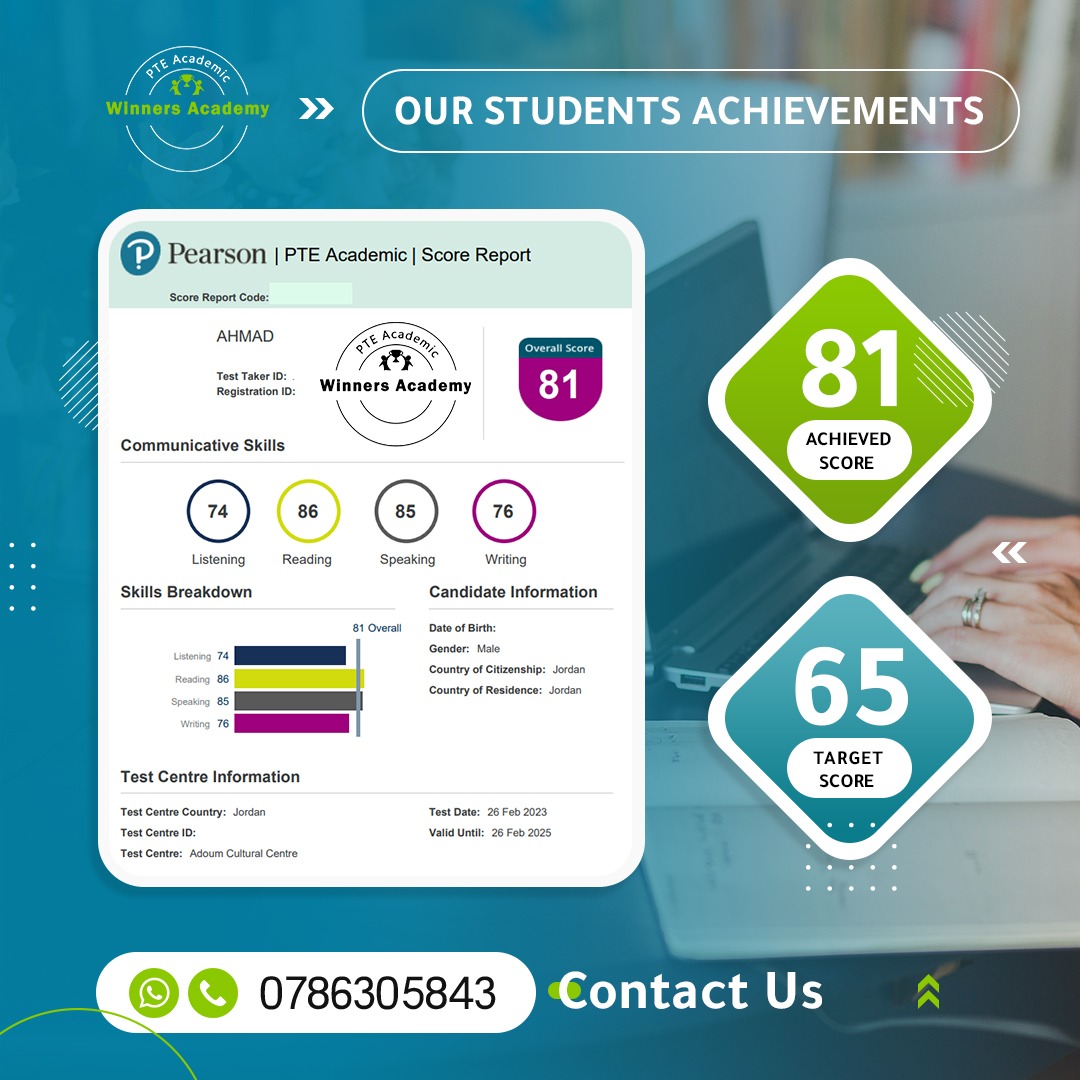 PTE Academic
Winners Academy
OUR STUDENTS ACHIEVEMENTS
Pearson | PTE Academic | Score Report
Score Report Code:
AHMAD
Test Taker ID:
Registration ID:
PTE Academic
Winners Academy
Overall Score
81
Communicative Skills
74 86 85 76
Listening Reading Speaking Writing
Skills Breakdown
81 Overall
Listening 74
Reading 86
Speaking 85
Writing 76
Candidate Information
Date of Birth:
Gender: Male
Country of Citizenship: Jordan
Country of Residence: Jordan
Test Centre Information
Test Centre Country: Jordan
Test Centre ID:
Test Centre: Adoum Cultural Centre
Test Date: 26 Feb 2023
Valid Until: 26 Feb 2025
81
ACHIEVED
SCORE
65
TARGET
SCORE
0786305843
Contact Us